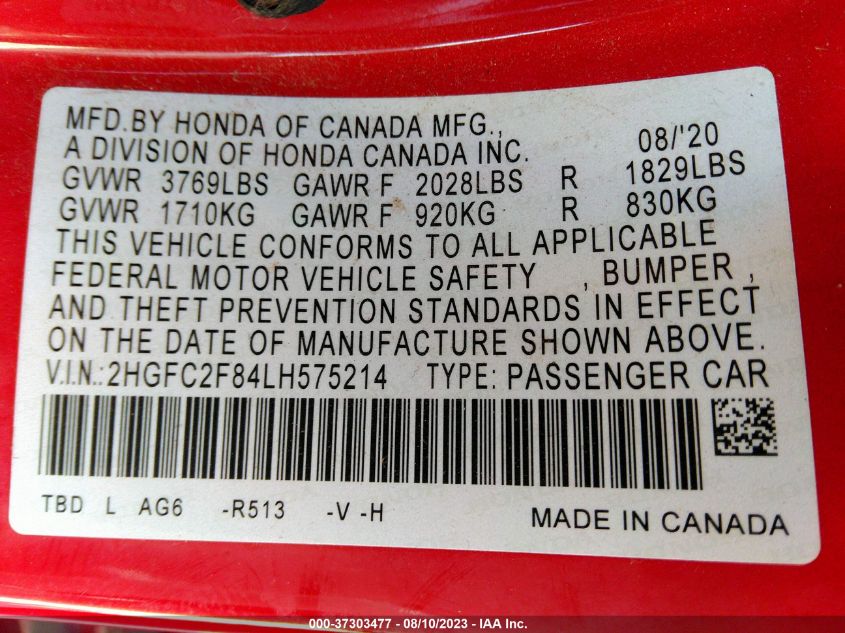 MFD.BY HONDA OF CANADA MFG., 08/'20
A DIVISION OF HONDA CANADA INC.
GVWR 3769LBS GAWR F 2028LBS R 1829LBS
GVWR 1710KG GAWR F 920KG R 830KG
THIS VEHICLE CONFORMS TO ALL APPLICABLE
FEDERAL MOTOR VEHICLE SAFETY , BUMPER ,
AND THEFT PREVENTION STANDARDS IN EFFECT
ON THE DATE OF MANUFACTURE SHOWN ABOVE.
V.I.N.:2HGFC2F84LH575214 TYPE: PASSENGER CAR
TBD L AG6 -R513 -V -H MADE IN CANADA
000-37303477 - 08/10/2023 - IAA Inc.